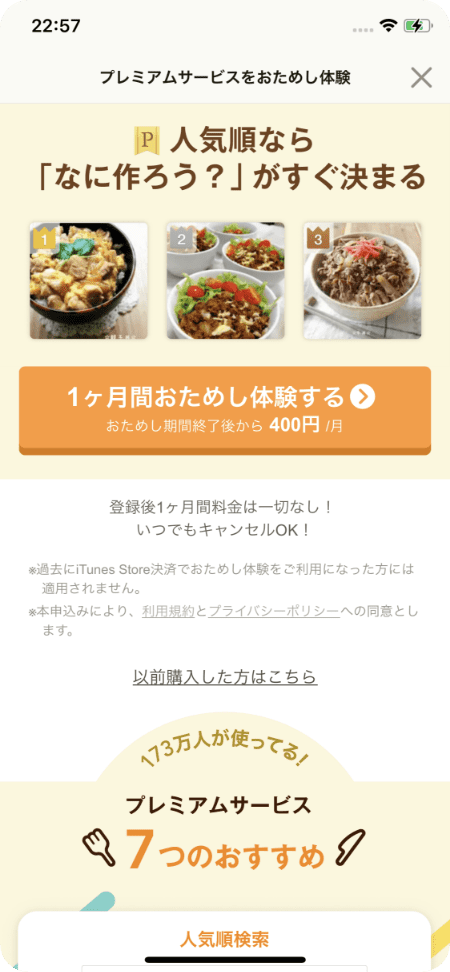 22:57
プレミアムサービスをおためし体験
P 人気順なら
「なに作ろう？」がすぐ決まる
1
2
3
1ヶ月間おためし体験する
おためし期間終了後から 400円 /月
登録後1ヶ月間料金は一切なし！
いつでもキャンセルOK！
※過去にiTunes Store決済でおためし体験をご利用になった方には
適用されません。
※本申込みにより、利用規約とプライバシーポリシーへの同意とし
ます。
以前購入した方はこちら
173万人が使ってる!
プレミアムサービス
7つのおすすめ
人気順検索